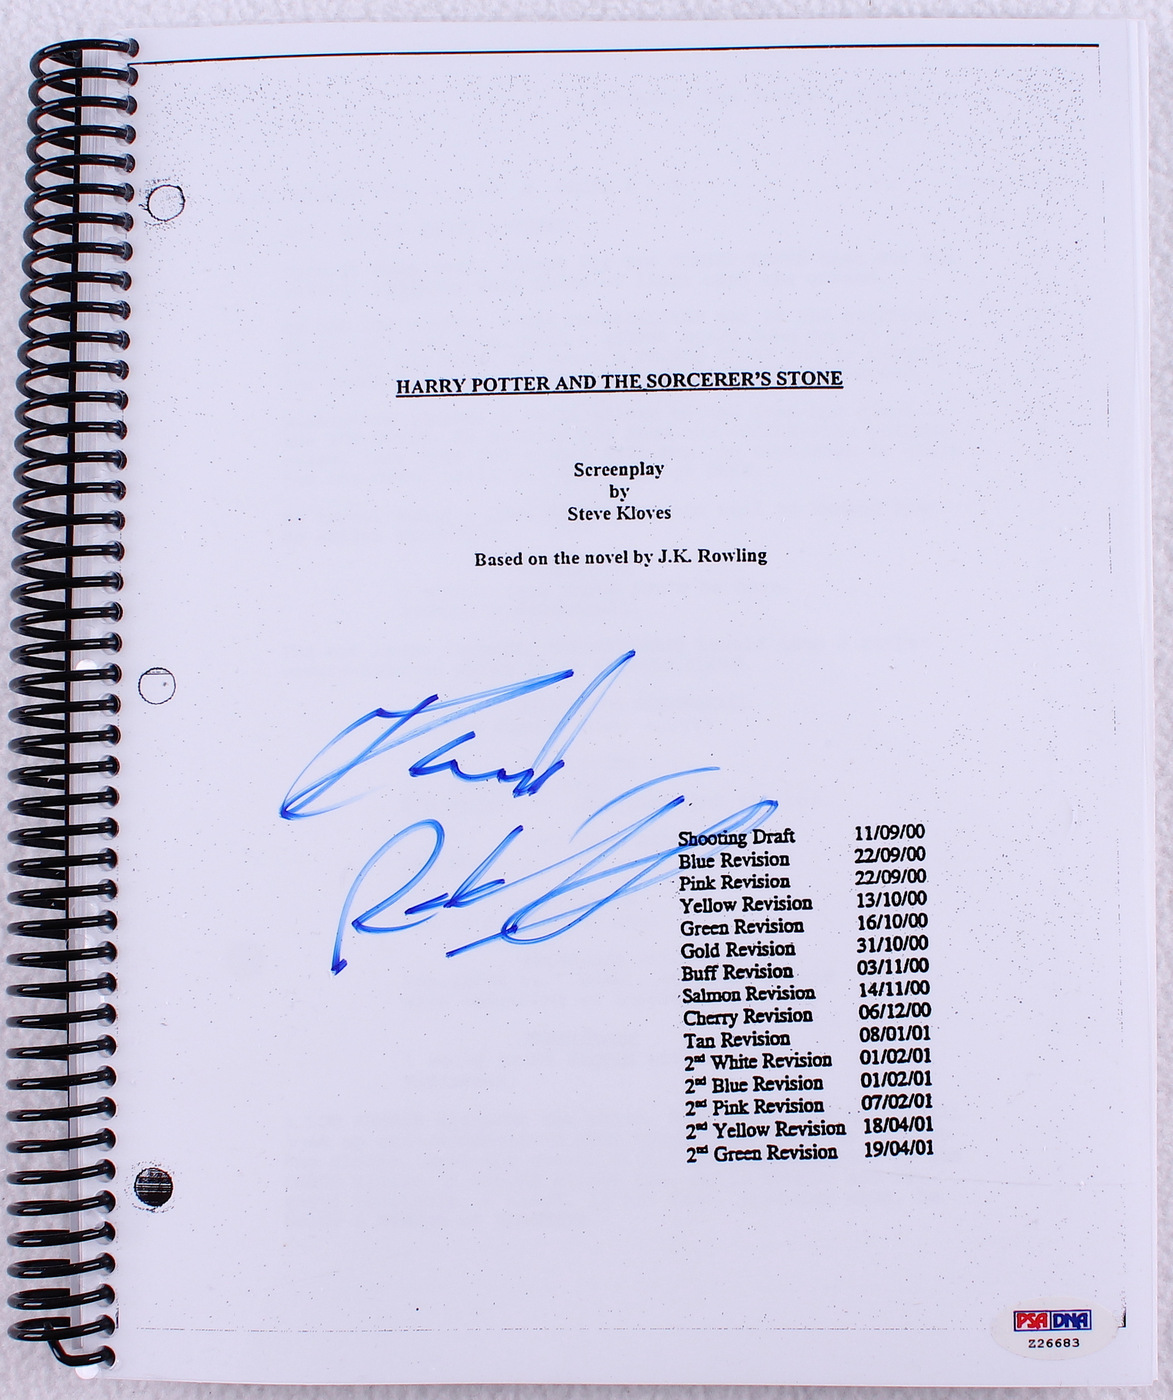 HARRY POTTER AND THE SORCERER'S STONE
Screenplay
by
Steve Kloves
Based on the novel by J.K. Rowling
Shooting Draft 11/09/00
Blue Revision 22/09/00
Pink Revision 22/09/00
Yellow Revision 13/10/00
Green Revision 16/10/00
Gold Revision 31/10/00
Buff Revision 03/11/00
Salmon Revision 14/11/00
Cherry Revision 06/12/00
Tan Revision 08/01/01
2nd White Revision 01/02/01
2nd Blue Revision 01/02/01
2nd Pink Revision 07/02/01
2nd Yellow Revision 18/04/01
2nd Green Revision 19/04/01
PSA DNA
Z26683